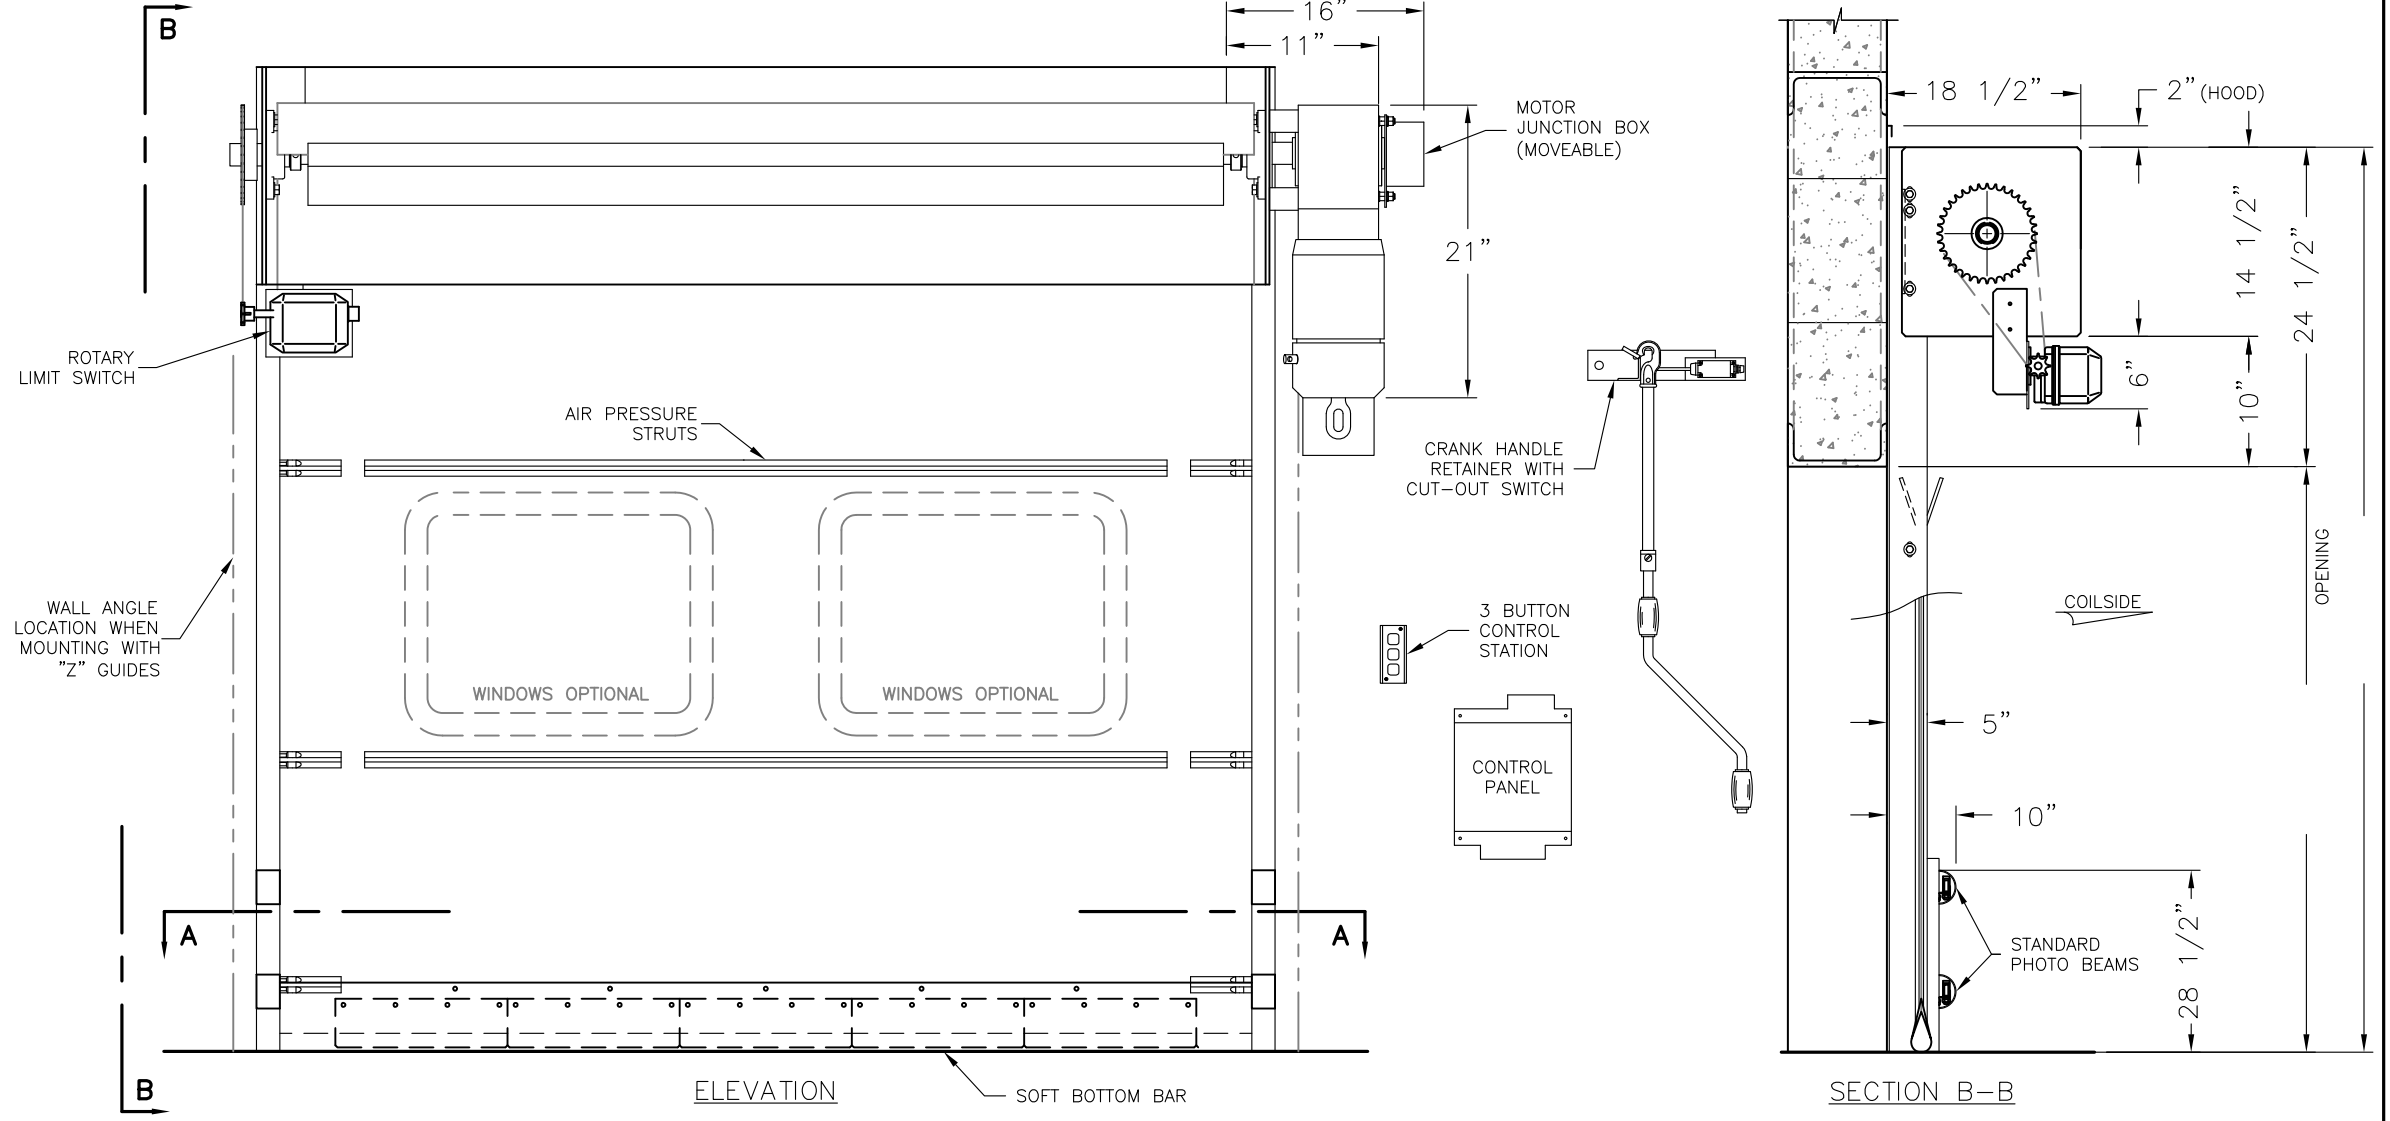 B
16”
11”
18 1/2”
2” (HOOD)
MOTOR
JUNCTION BOX
(MOVEABLE)
21”
14 1/2”
24 1/2”
ROTARY
LIMIT SWITCH
6”
10”
AIR PRESSURE
STRUTS
CRANK HANDLE
RETAINER WITH
CUT-OUT SWITCH
OPENING
WALL ANGLE
LOCATION WHEN
MOUNTING WITH
"Z" GUIDES
COILSIDE
3 BUTTON
CONTROL
STATION
WINDOWS OPTIONAL
WINDOWS OPTIONAL
5”
CONTROL
PANEL
10”
A
A
28 1/2”
STANDARD
PHOTO BEAMS
B
ELEVATION
SOFT BOTTOM BAR
SECTION B-B